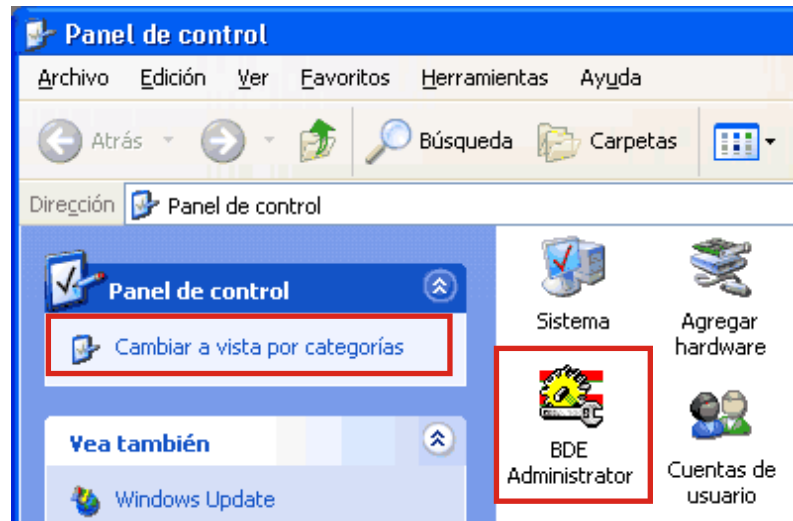 Panel de control
Archivo Edición Ver Favoritos Herramientas Ayuda
Atrás Búsqueda Carpetas
Dirección Panel de control
Panel de control
Cambiar a vista por categorías
Vea también
Windows Update
Sistema
Agregar
hardware
BDE
Administrator
Cuentas de
usuario